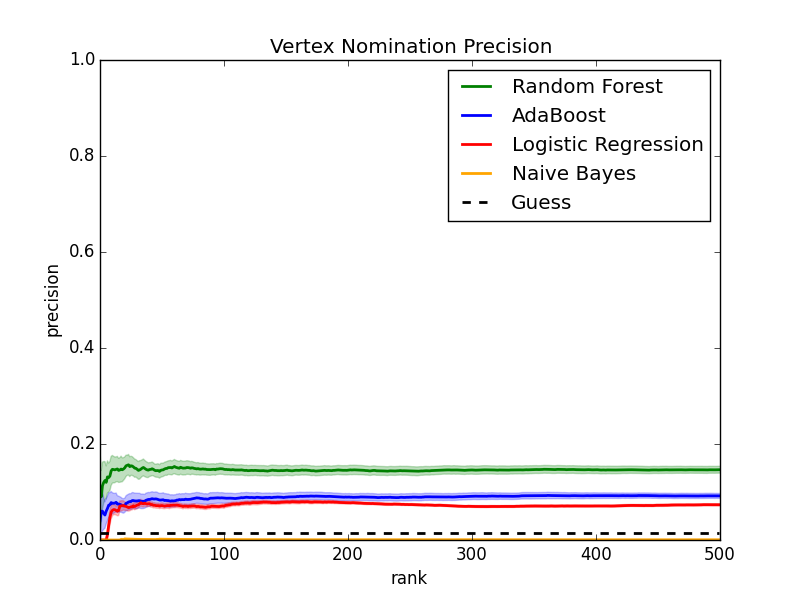 Vertex Nomination Precision
1.0
0.8
0.6
0.4
0.2
0.0
precision
Random Forest
AdaBoost
Logistic Regression
Naive Bayes
Guess
0 100 200 300 400 500
rank